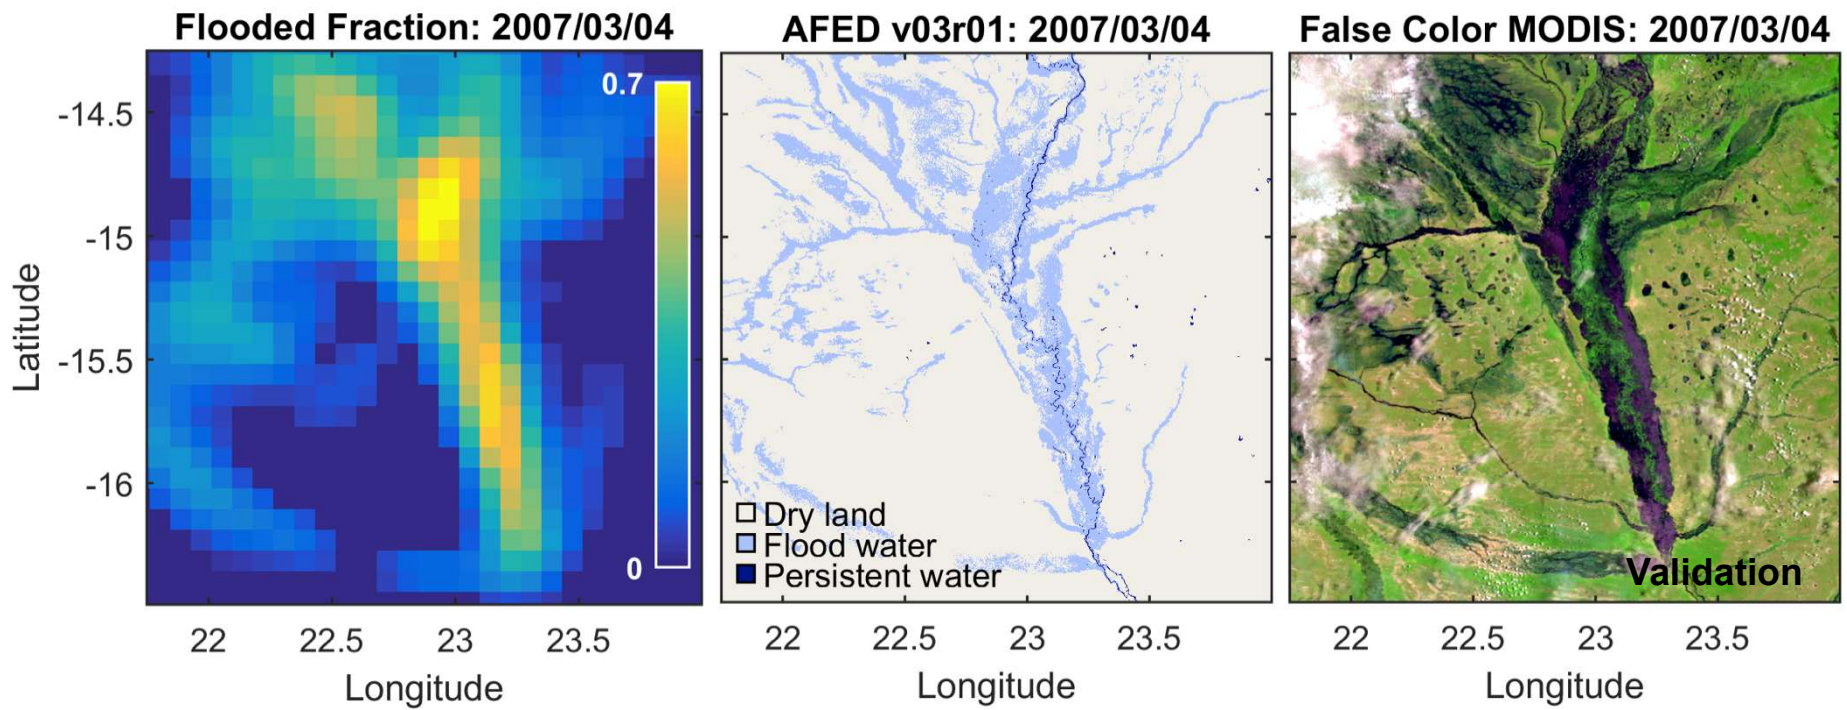 Flooded Fraction: 2007/03/04
AFED v03r01: 2007/03/04
False Color MODIS: 2007/03/04
0.7
0
Latitude
-14.5
-15
-15.5
-16
22 22.5 23 23.5
Longitude
Dry land
Flood water
Persistent water
22 22.5 23 23.5
Longitude
Validation
22 22.5 23 23.5
Longitude